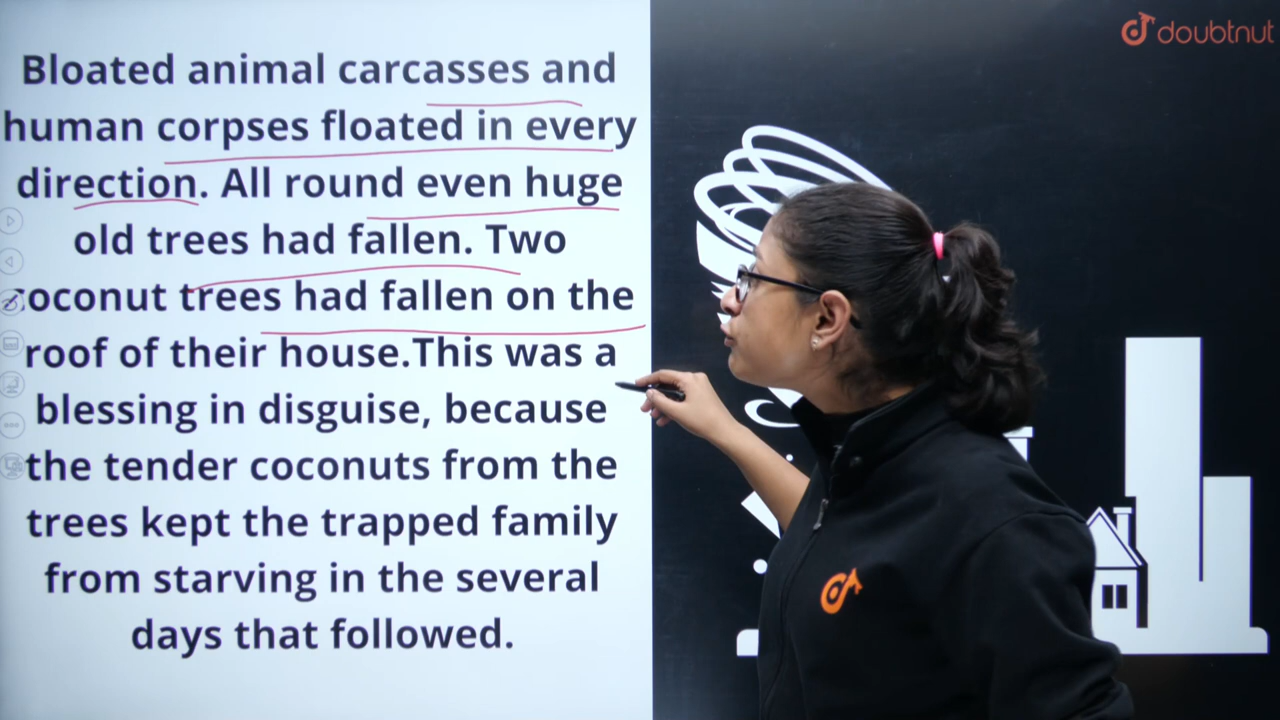 doubtnut
Bloated animal carcasses and
human corpses floated in every
direction. All round even huge
old trees had fallen. Two
coconut trees had fallen on the
roof of their house.This was a
blessing in disguise, because
the tender coconuts from the
trees kept the trapped family
from starving in the several
days that followed.